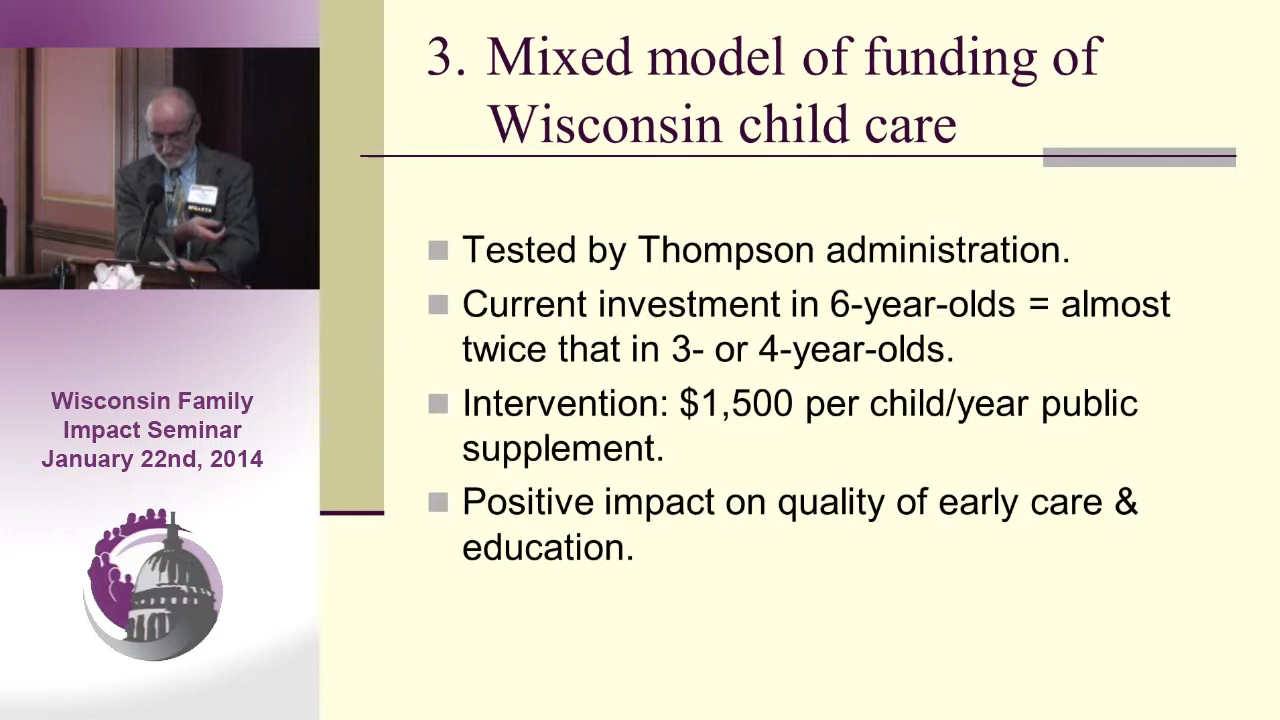 3. Mixed model of funding of
Wisconsin child care
Tested by Thompson administration.
Current investment in 6-year-olds = almost
twice that in 3- or 4-year-olds.
Intervention: $1,500 per child/year public
supplement.
Positive impact on quality of early care &
education.
Wisconsin Family
Impact Seminar
January 22nd, 2014